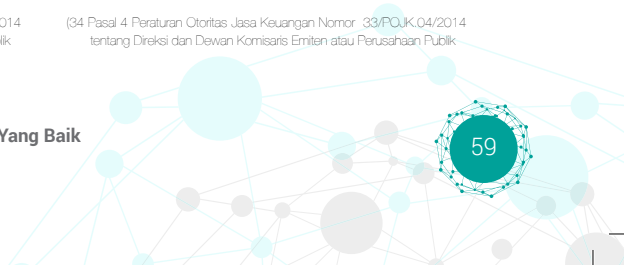 014
lik
(34 Pasal 4 Peraturan Otoritas Jasa Keuangan Nomor 33/POJK.04/2014
tentang Direksi dan Dewan Komisaris Emiten atau Perusahaan Publik
Yang Baik
59